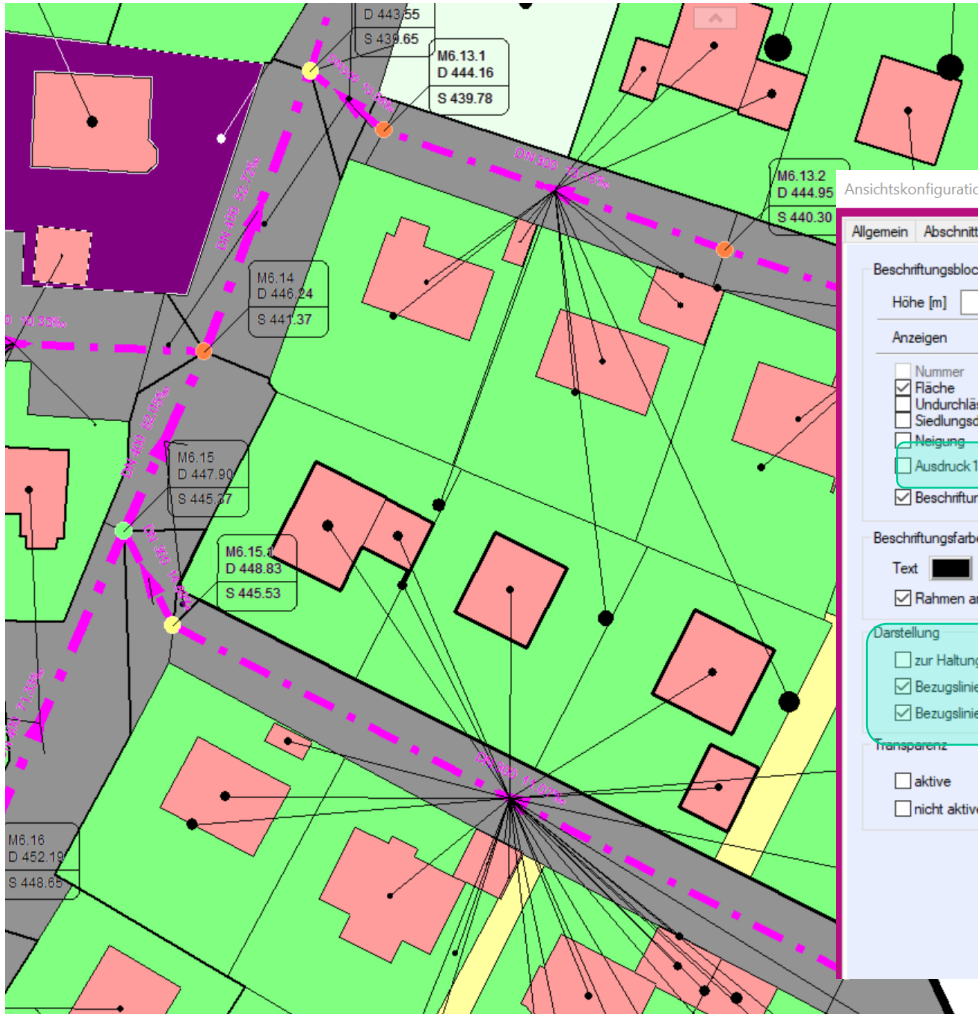 D 443.55
S 439.65
M6.13.1
D 444.16
S 439.78
M6.13.2
D 444.95
S 440.30
M6.14
D 446.24
S 441.37
M6.15
D 447.90
S 445.37
M6.15.1
D 448.83
S 445.53
M6.16
D 452.19
S 448.65
Ansichtskonfiguratio
Allgemein Abschnitt
Beschriftungsbloc
Höhe [m]
Anzeigen
Nummer
Fläche
Undurchläs
Siedlungsd
Neigung
Ausdruck1
Beschriftun
Beschriftungsfarbe
Text
Rahmen an
Darstellung
zur Haltung
Bezugslinie
Bezugslinie
Transparenz
aktive
nicht aktive